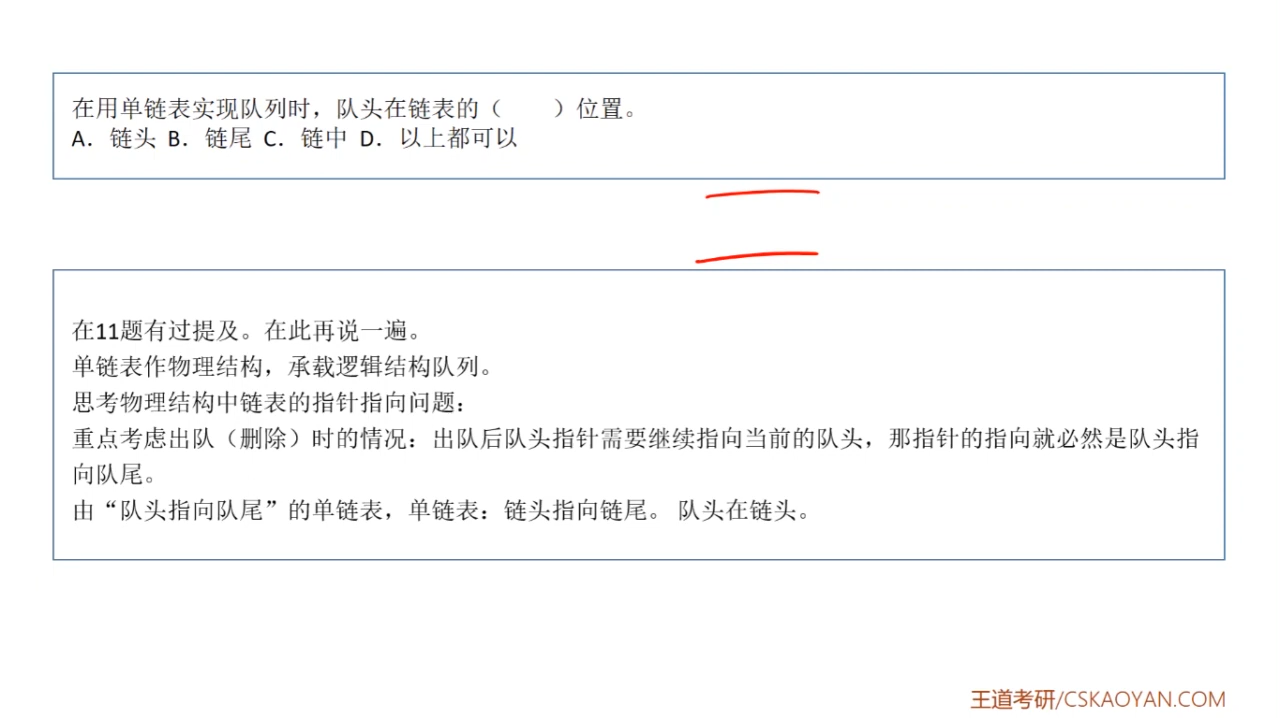 在用单链表实现队列时，队头在链表的（　　）位置。
A．链头 B．链尾 C．链中 D．以上都可以
在11题有过提及。在此再说一遍。
单链表作物理结构，承载逻辑结构队列。
思考物理结构中链表的指针指向问题：
重点考虑出队（删除）时的情况：出队后队头指针需要继续指向当前的队头，那指针的指向就必然是队头指
向队尾。
由“队头指向队尾”的单链表，单链表：链头指向链尾。 队头在链头。
王道考研/CSKAOYAN.COM